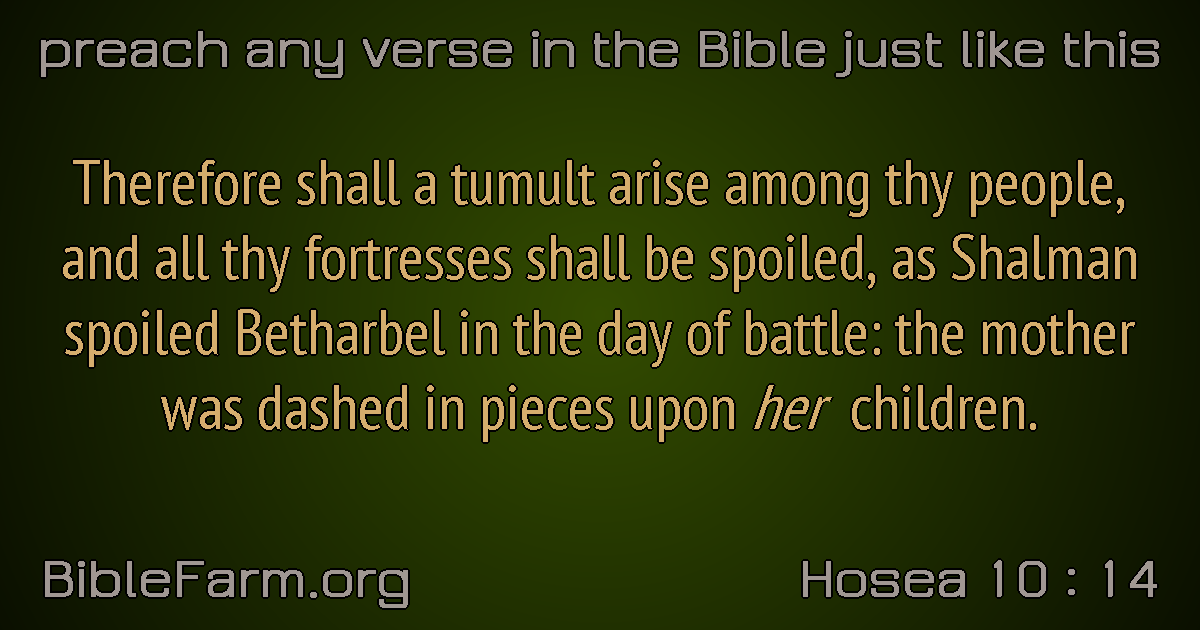 preach any verse in the Bible just like this
Therefore shall a tumult arise among thy people,
and all thy fortresses shall be spoiled, as Shalman
spoiled Betharbel in the day of battle: the mother
was dashed in pieces upon her children.
BibleFarm.org
Hosea 10 : 14